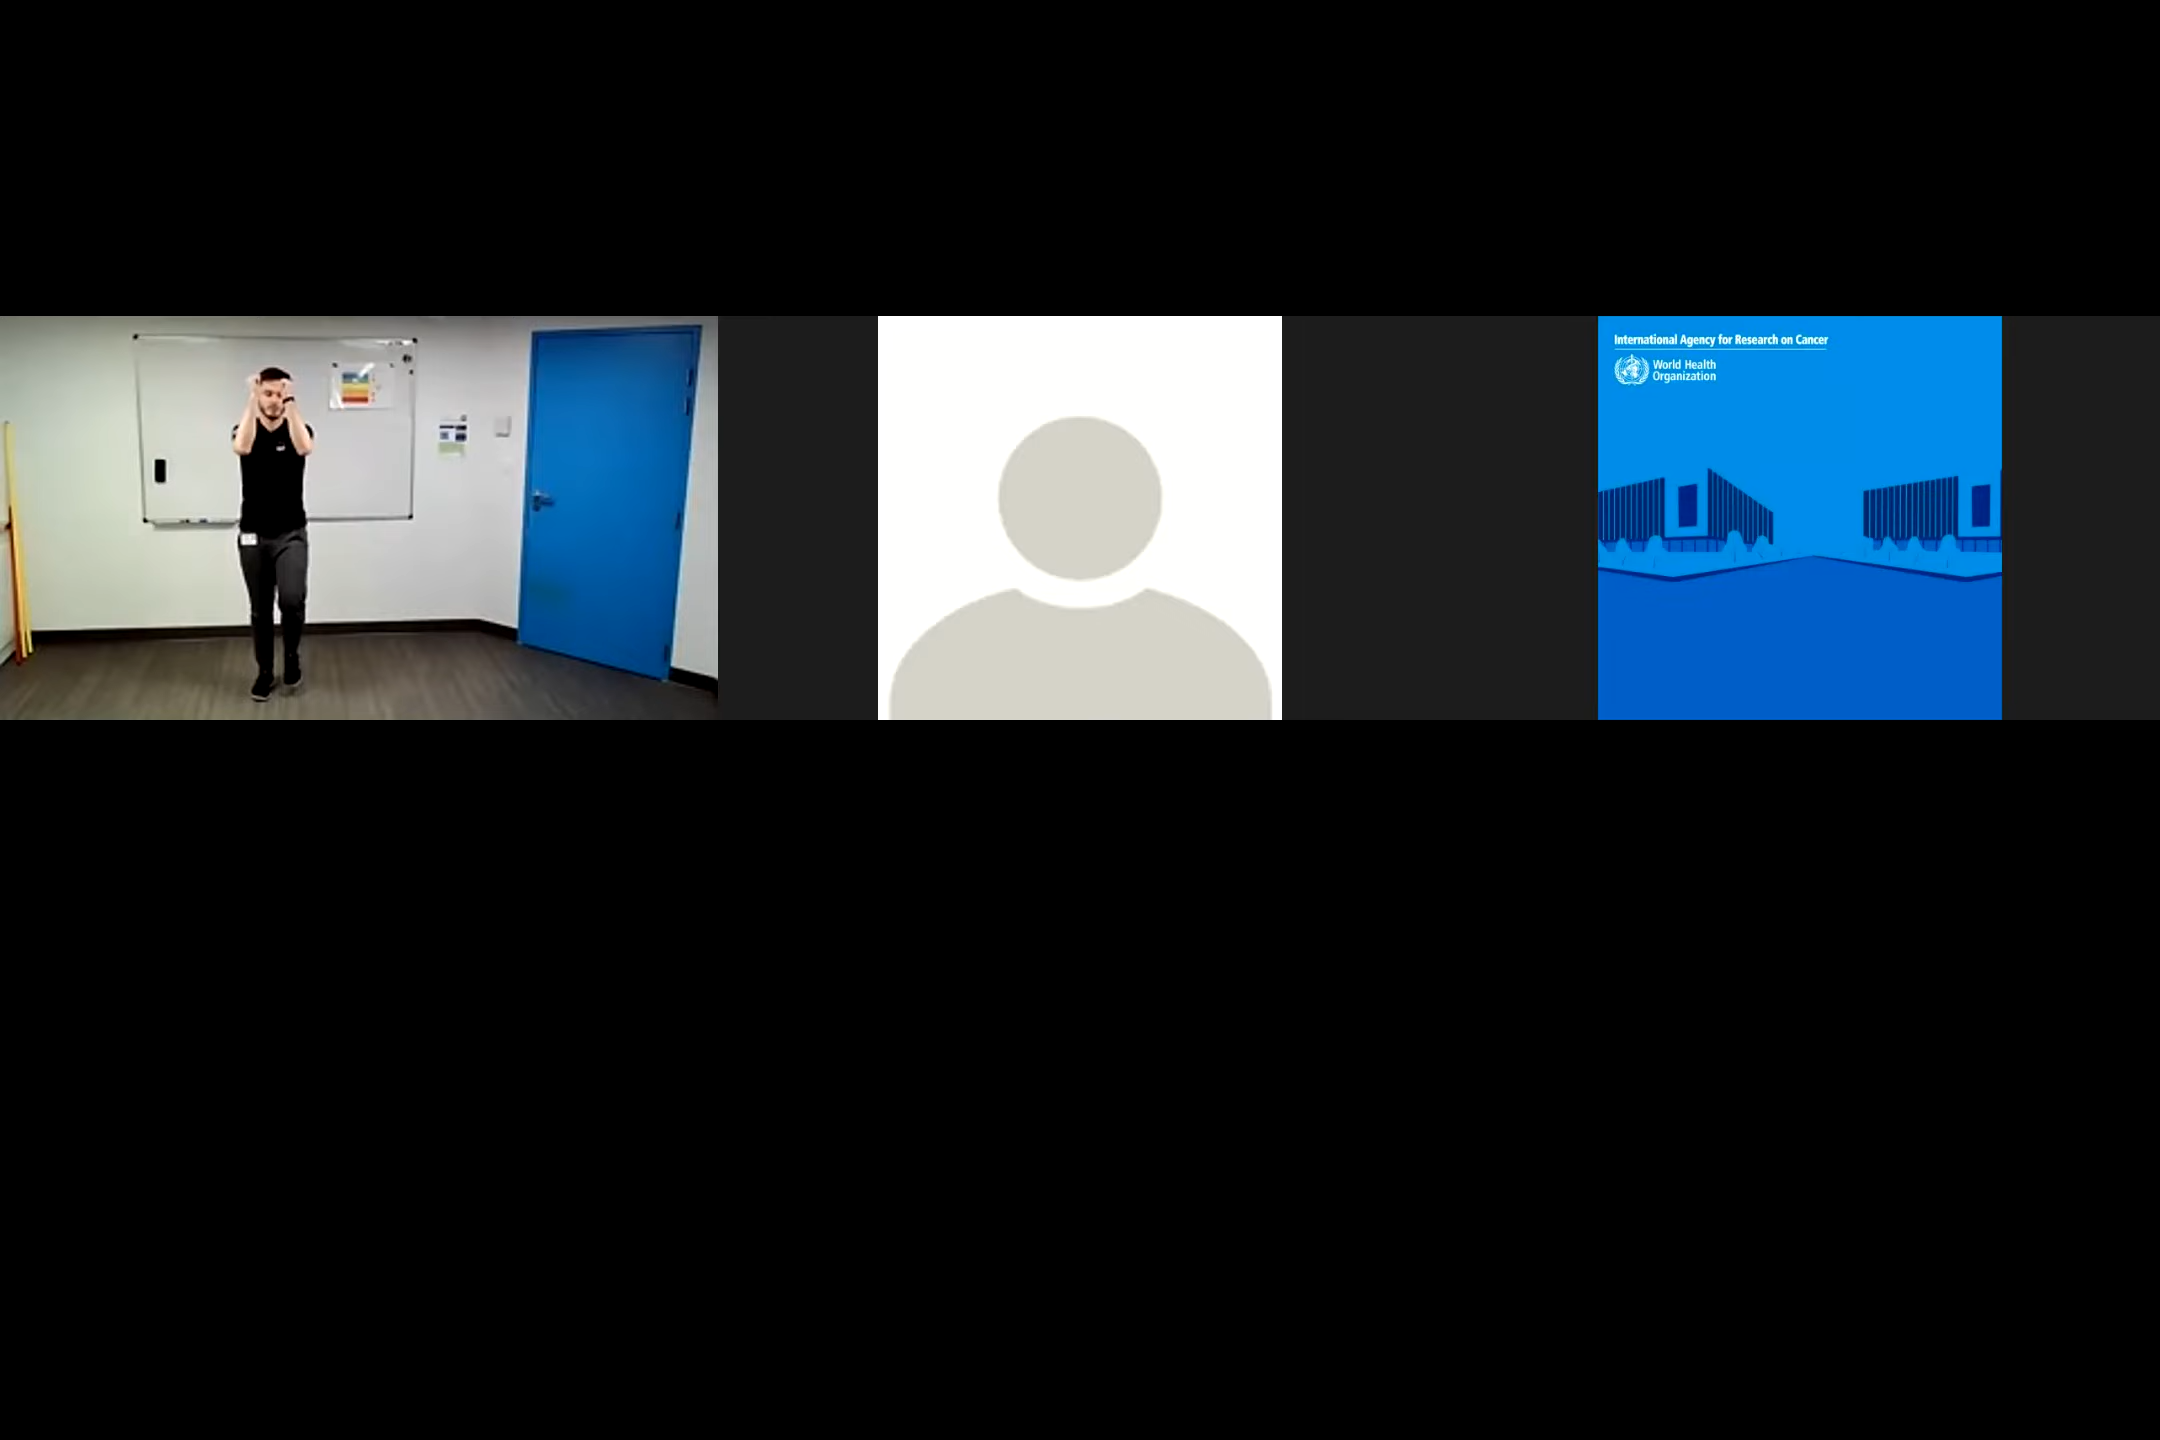 International Agency for Research on Cancer
World Health
Organization